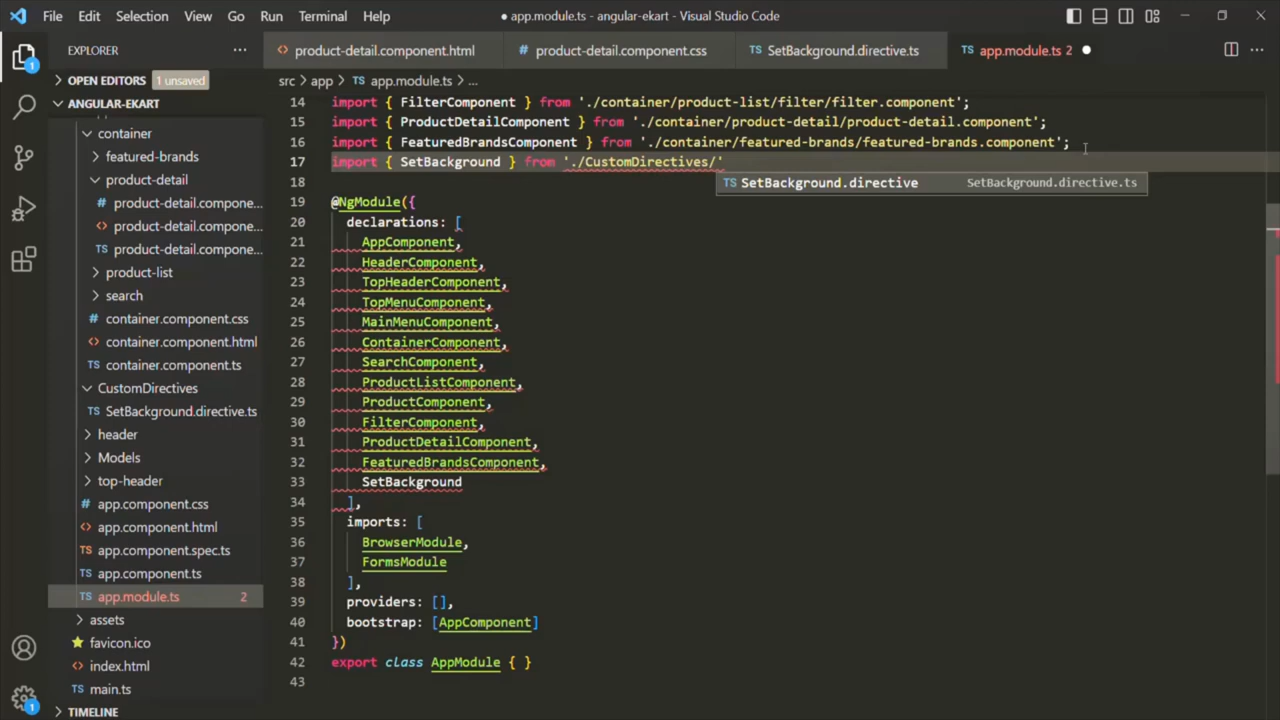 File Edit Selection View Go Run Terminal Help
● app.module.ts - angular-ekart - Visual Studio Code
EXPLORER
OPEN EDITORS 1 unsaved
ANGULAR-EKART
container
featured-brands
product-detail
product-detail.compone...
product-detail.compone...
TS product-detail.compone...
product-list
search
container.component.css
container.component.html
TS container.component.ts
CustomDirectives
TS SetBackground.directive.ts
header
Models
top-header
app.component.css
app.component.html
TS app.component.spec.ts
TS app.component.ts
TS app.module.ts 2
assets
favicon.ico
index.html
TS main.ts
TIMELINE
1
1
product-detail.component.html
product-detail.component.css
TS SetBackground.directive.ts
TS app.module.ts 2 ●
src > app > TS app.module.ts > ...
14 import { FilterComponent } from './container/product-list/filter/filter.component';
15 import { ProductDetailComponent } from './container/product-detail/product-detail.component';
16 import { FeaturedBrandsComponent } from './container/featured-brands/featured-brands.component';
17 import { SetBackground } from './CustomDirectives/'
TS SetBackground.directive SetBackground.directive.ts
18
19 @NgModule({
20 declarations: [
21 AppComponent,
22 HeaderComponent,
23 TopHeaderComponent,
24 TopMenuComponent,
25 MainMenuComponent,
26 ContainerComponent,
27 SearchComponent,
28 ProductListComponent,
29 ProductComponent,
30 FilterComponent,
31 ProductDetailComponent,
32 FeaturedBrandsComponent,
33 SetBackground
34 ],
35 imports: [
36 BrowserModule,
37 FormsModule
38 ],
39 providers: [],
40 bootstrap: [AppComponent]
41 })
42 export class AppModule { }
43